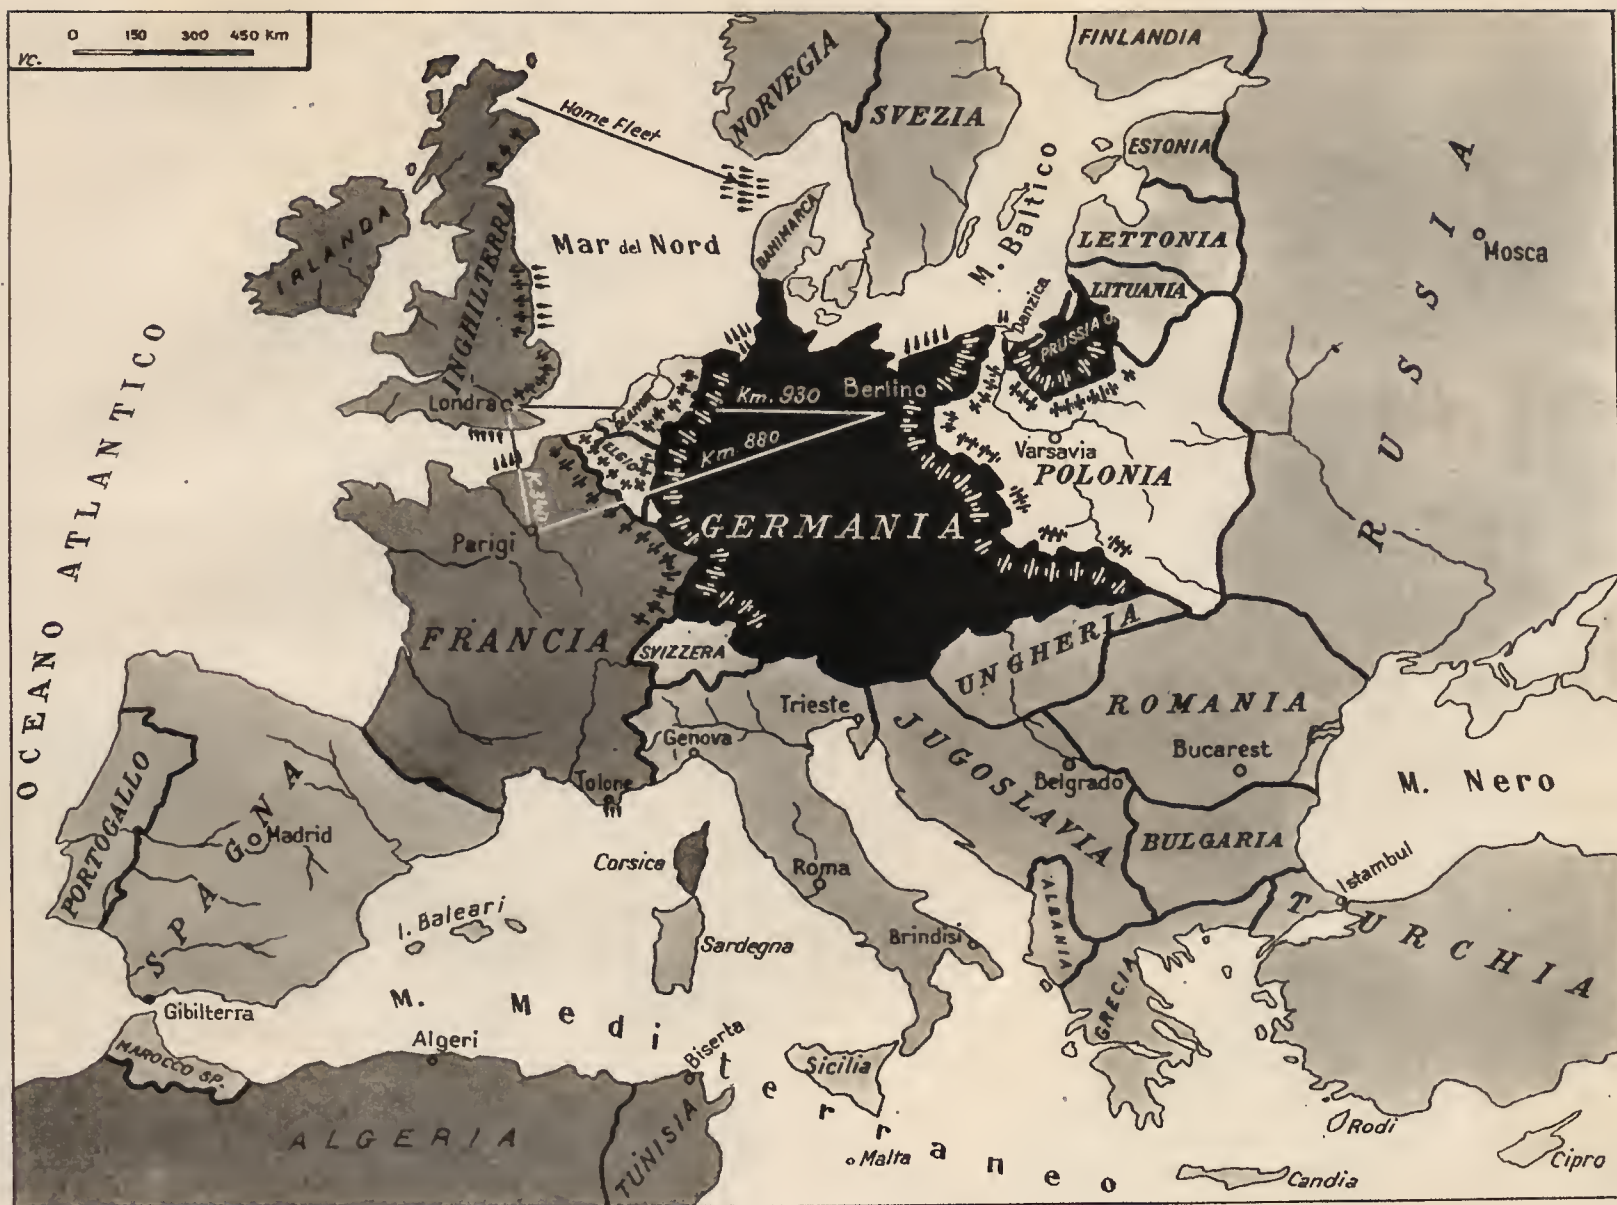 0 150 300 450 Km
VC.
FINLANDIA
NORVEGIA
SVEZIA
Home Fleet
ESTONIA
RUSSIA
Mosca
IRLANDA
INGHILTERRA
Mar del Nord
DANIMARCA
M. Baltico
LETTONIA
LITUANIA
Danzica
PRUSSIA
OCEANO ATLANTICO
Londra
Km. 930
Berlino
Km. 880
K.340
Varsavia
POLONIA
GERMANIA
Parigi
FRANCIA
SVIZZERA
UNGHERIA
ROMANIA
Bucarest
Trieste
Genova
JUGOSLAVIA
Belgrado
M. Nero
Tolone
PORTOGALLO
SPAGNA
Madrid
Corsica
Roma
BULGARIA
Istambul
TURCHIA
ALBANIA
I. Baleari
Sardegna
Brindisi
GRECIA
Gibilterra
M. Mediterraneo
MAROCCO SP.
Algeri
Biserta
Sicilia
ALGERIA
TUNISIA
Malta
Rodi
Candia
Cipro